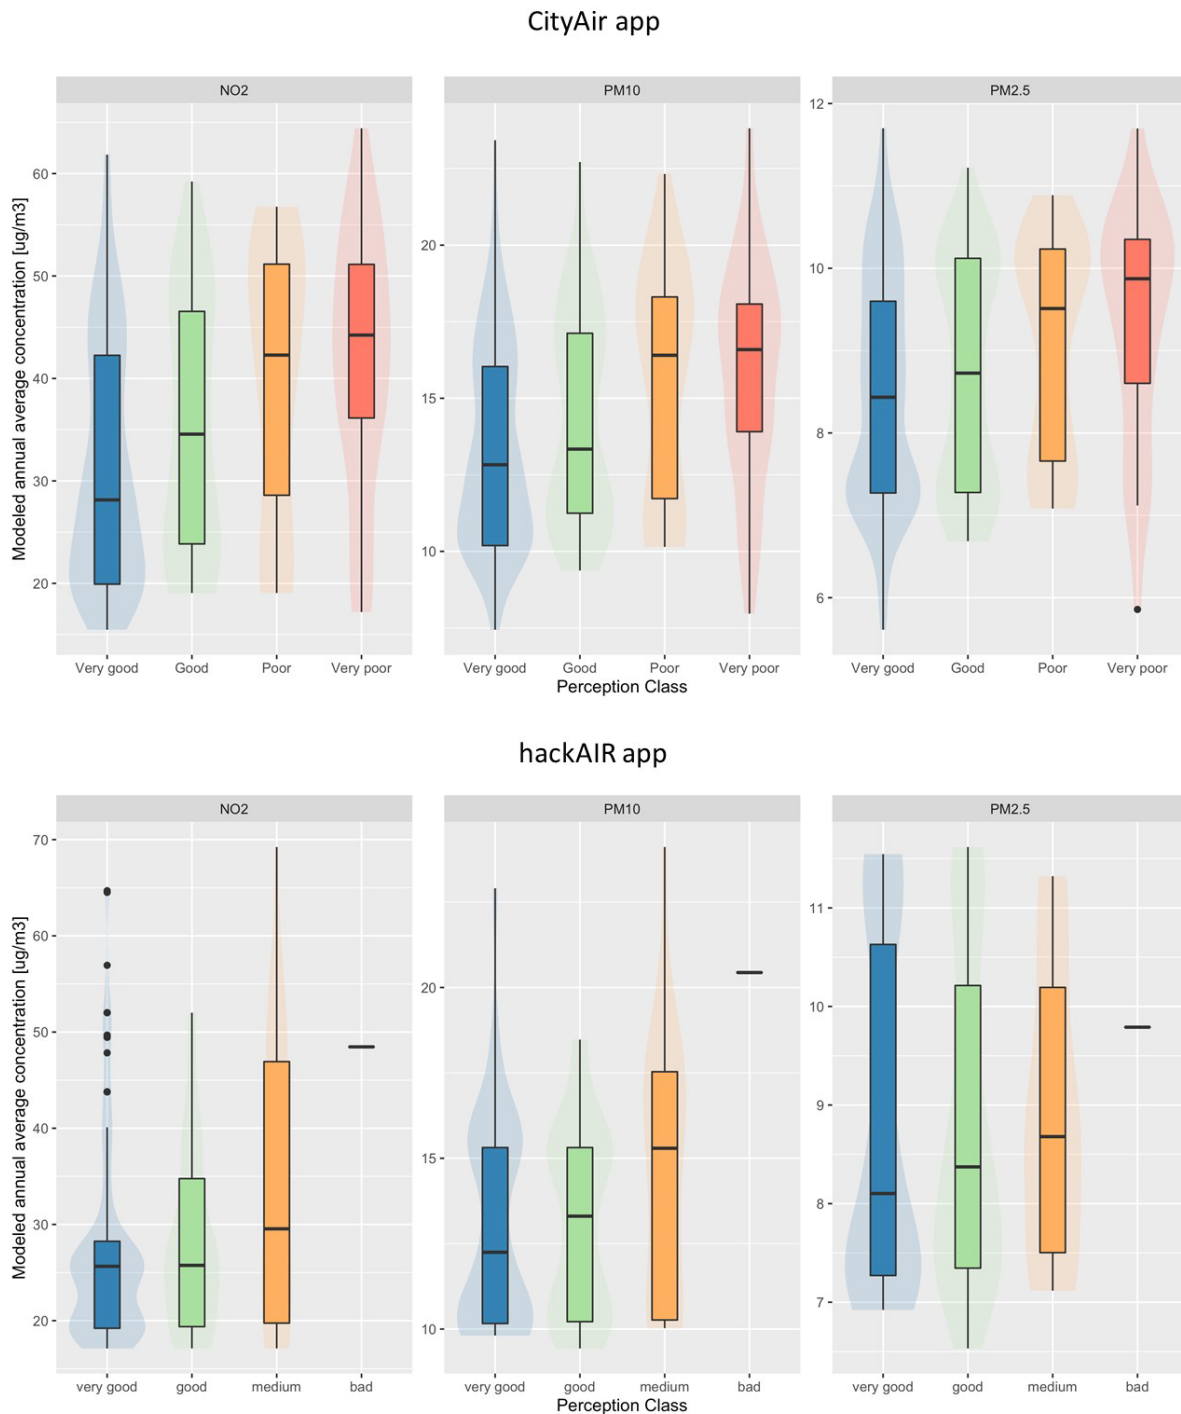 CityAir app
NO2 PM10 PM2.5
Modeled annual average concentration [ug/m3]
60
50
40
30
20
20
15
10
12
10
8
6
Very good Good Poor Very poor Very good Good Poor Very poor Very good Good Poor Very poor
Perception Class
hackAIR app
NO2 PM10 PM2.5
Modeled annual average concentration [ug/m3]
70
60
50
40
30
20
20
15
10
11
10
9
8
7
very good good medium bad very good good medium bad very good good medium bad
Perception Class